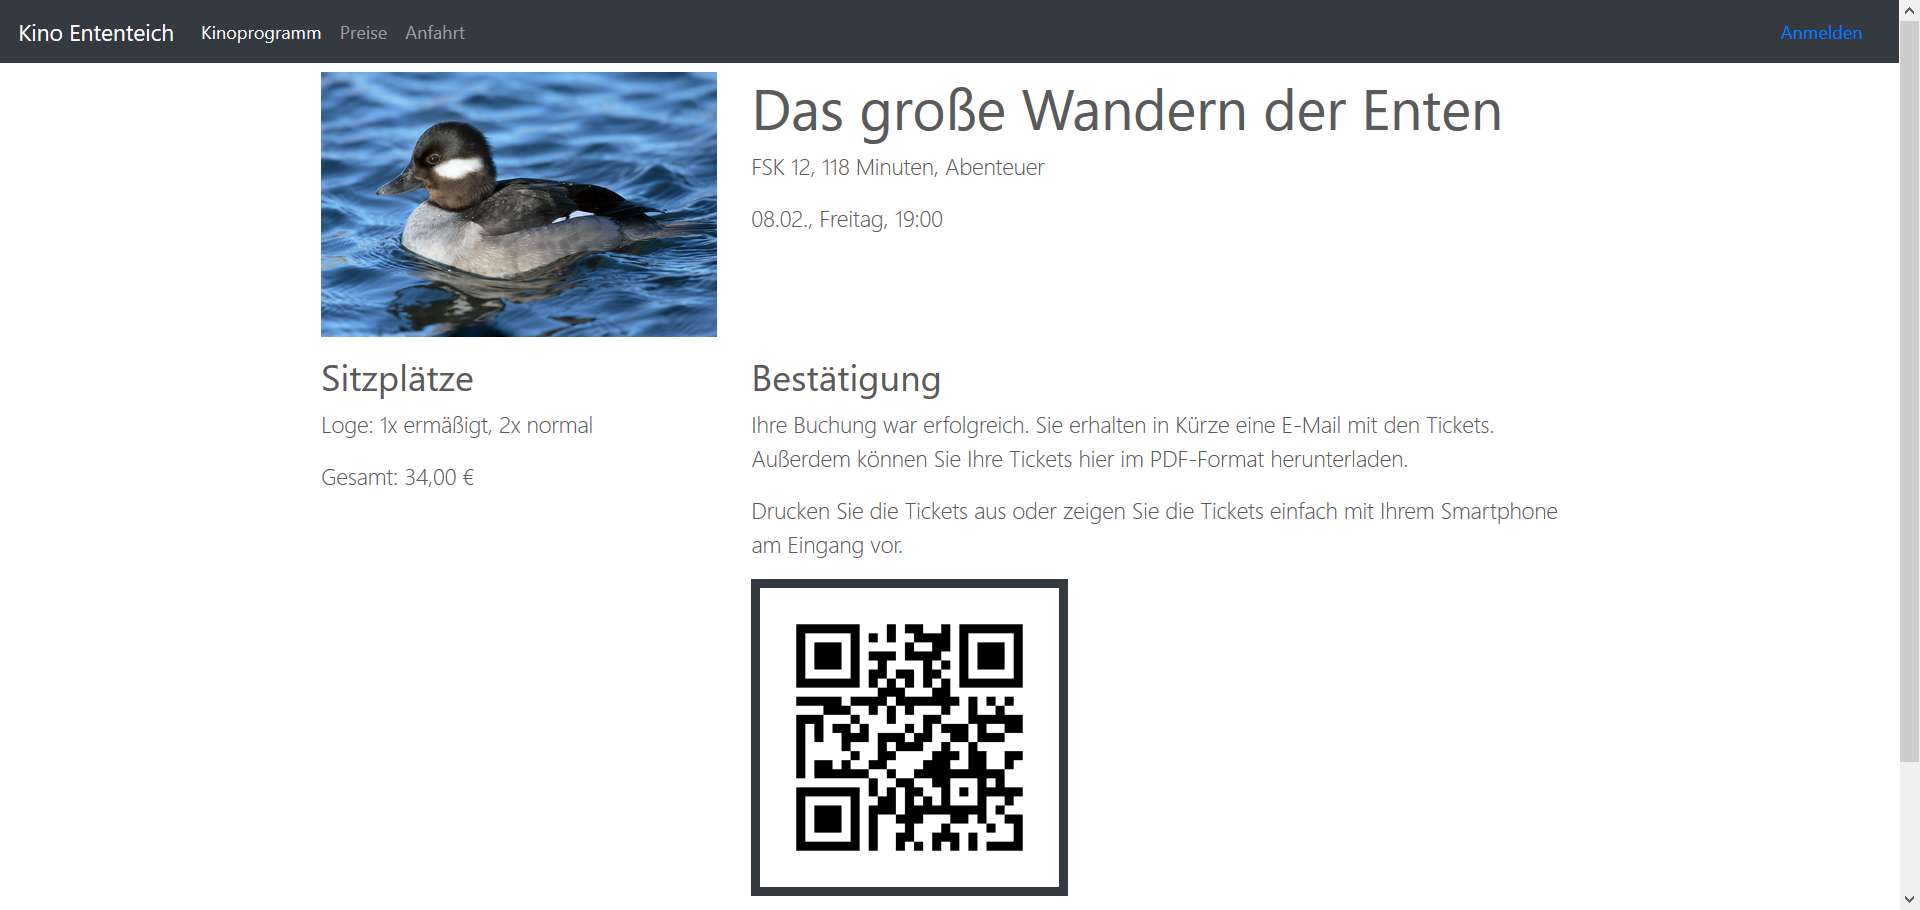 Kino Ententeich Kinoprogramm Preise Anfahrt Anmelden
Das große Wandern der Enten
FSK 12, 118 Minuten, Abenteuer
08.02., Freitag, 19:00
Sitzplätze
Loge: 1x ermäßigt, 2x normal
Gesamt: 34,00 €
Bestätigung
Ihre Buchung war erfolgreich. Sie erhalten in Kürze eine E-Mail mit den Tickets.
Außerdem können Sie Ihre Tickets hier im PDF-Format herunterladen.
Drucken Sie die Tickets aus oder zeigen Sie die Tickets einfach mit Ihrem Smartphone
am Eingang vor.